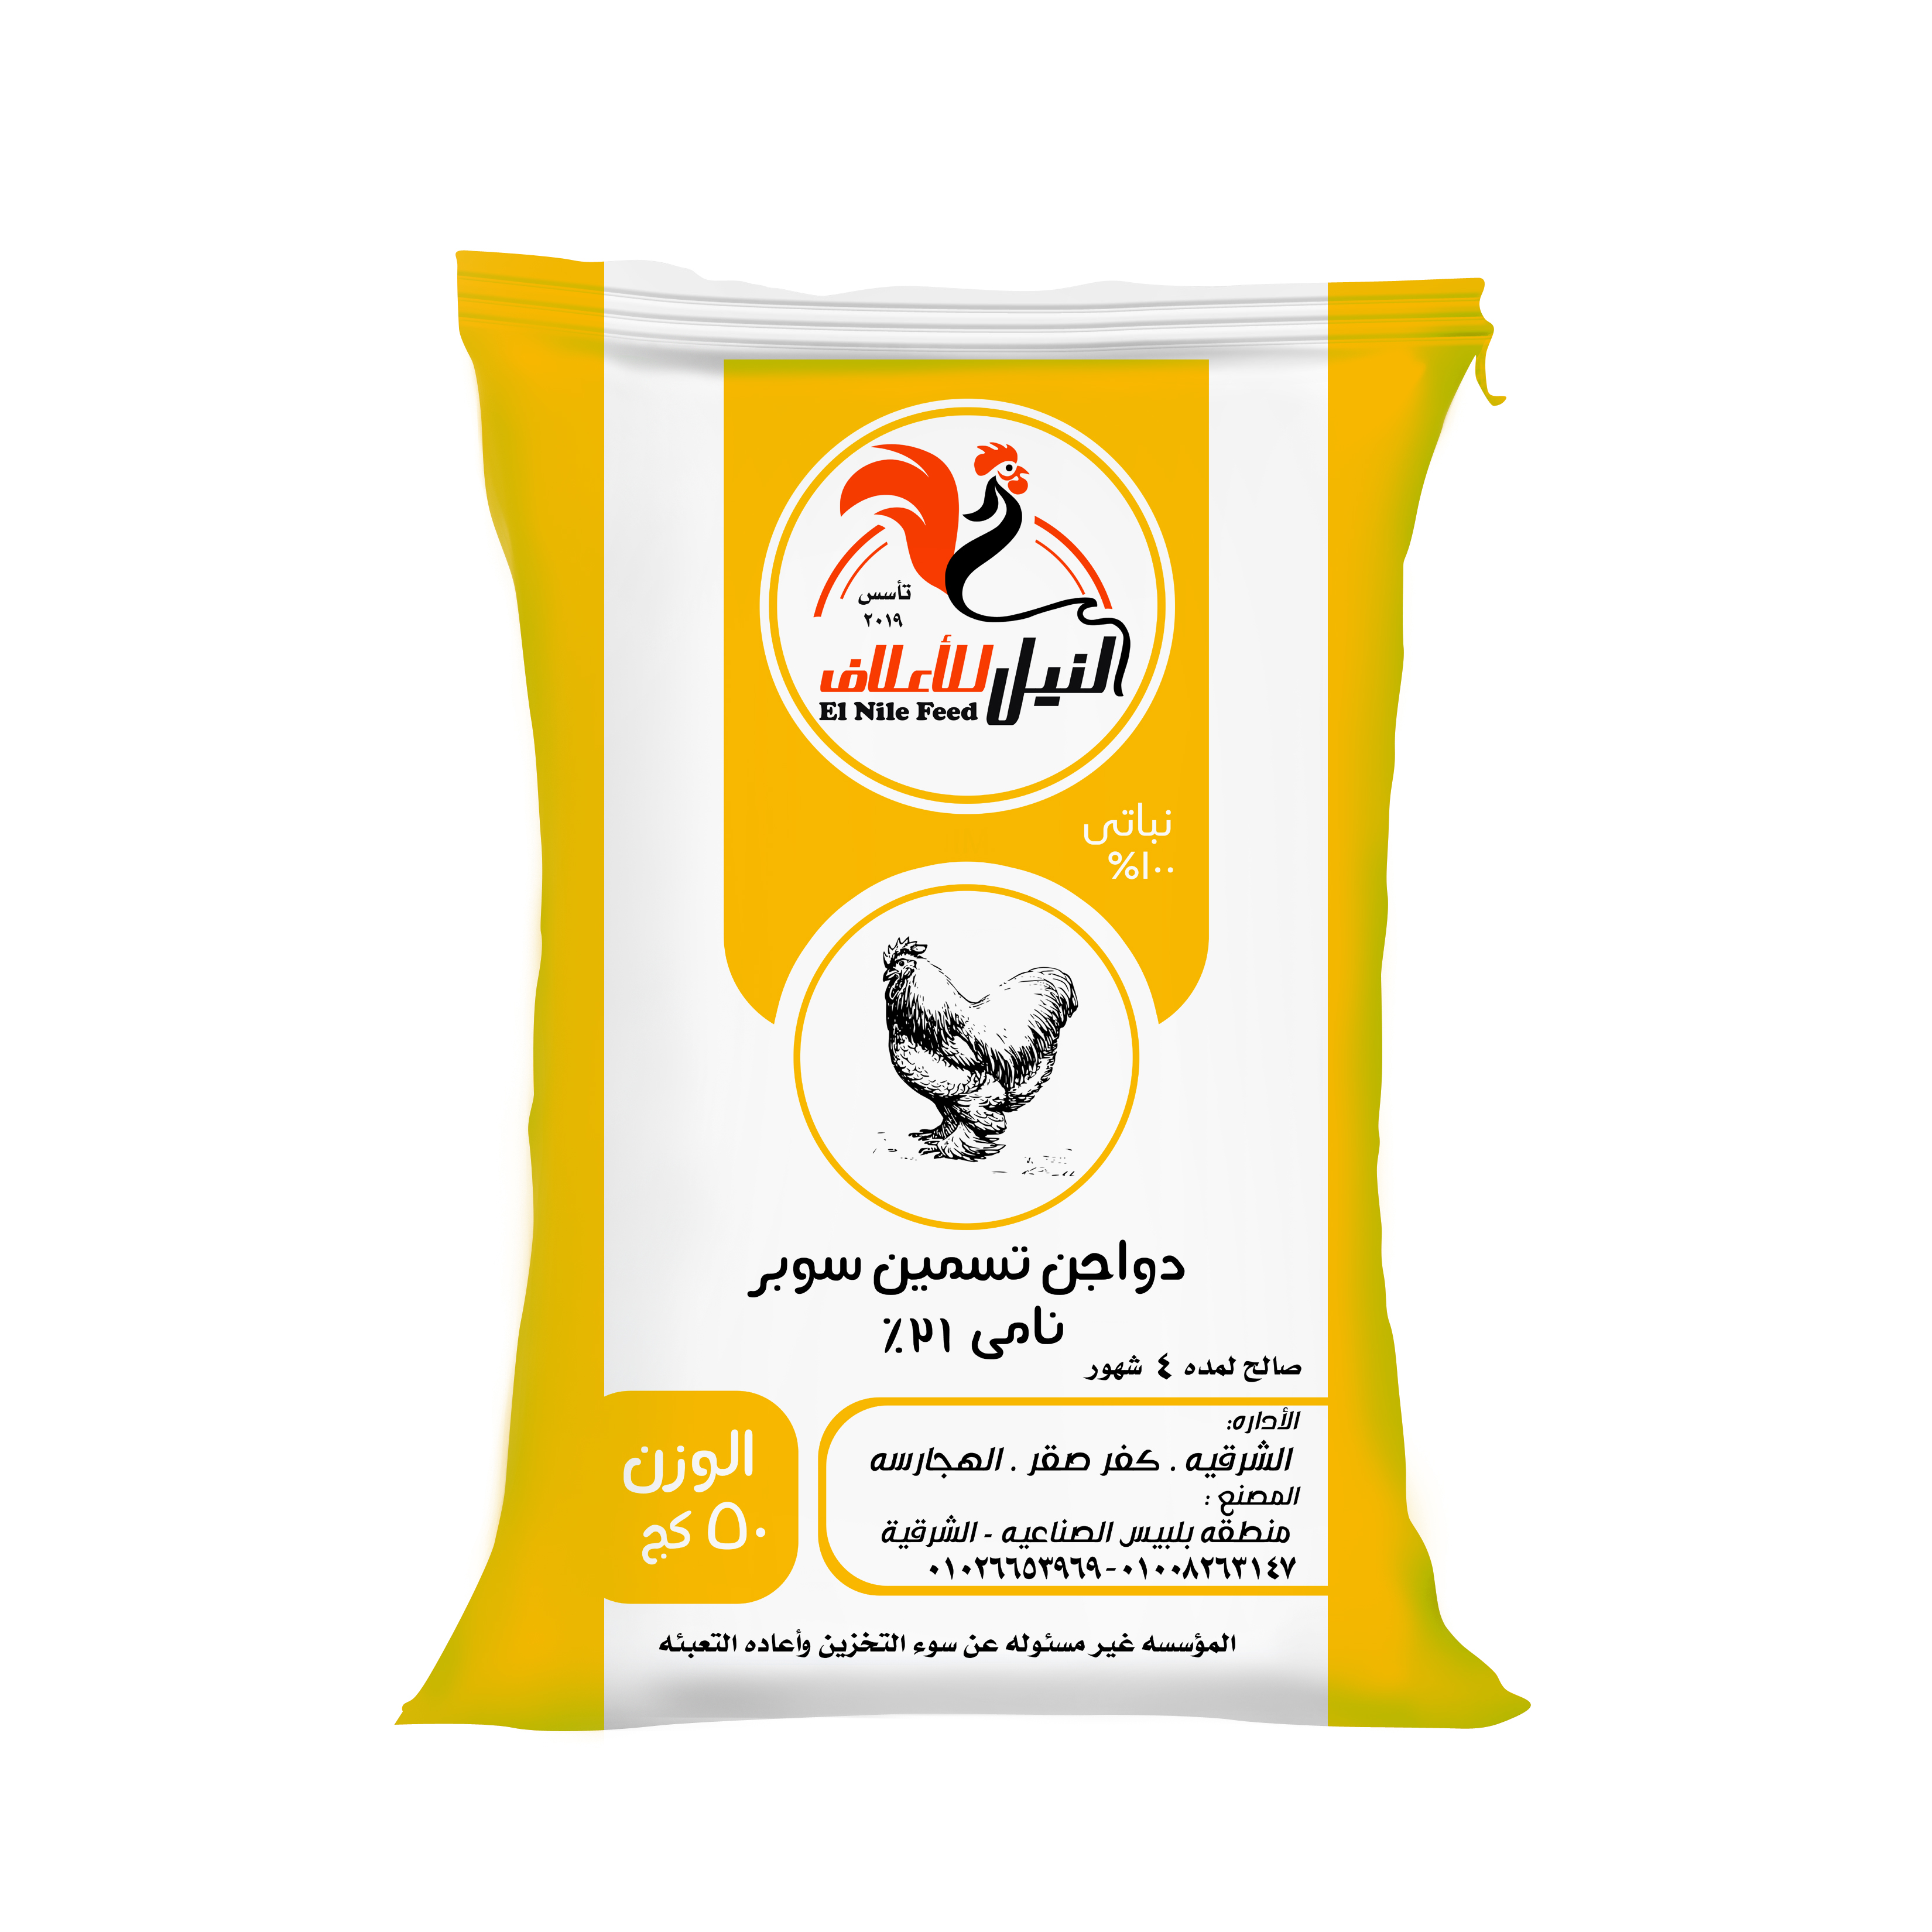 تأسس
٢٠١٩
النيل للأعلاف
El Nile Feed
نباتى
١٠٠%
دواجن تسمين سوبر
نامى ٢١٪
صالح لمده ٤ شهور
الأداره:
الشرقيه . كفر صقر . الهجارسه
المصنع :
منطقه بلبيس الصناعيه - الشرقية
٠١٠٢٦٦٥٣٩٦٩-٠١٠٠٨٢٦٣١٤٧
الوزن
٥٠ كج
المؤسسه غير مسئوله عن سوء التخزين وأعاده التعبئه